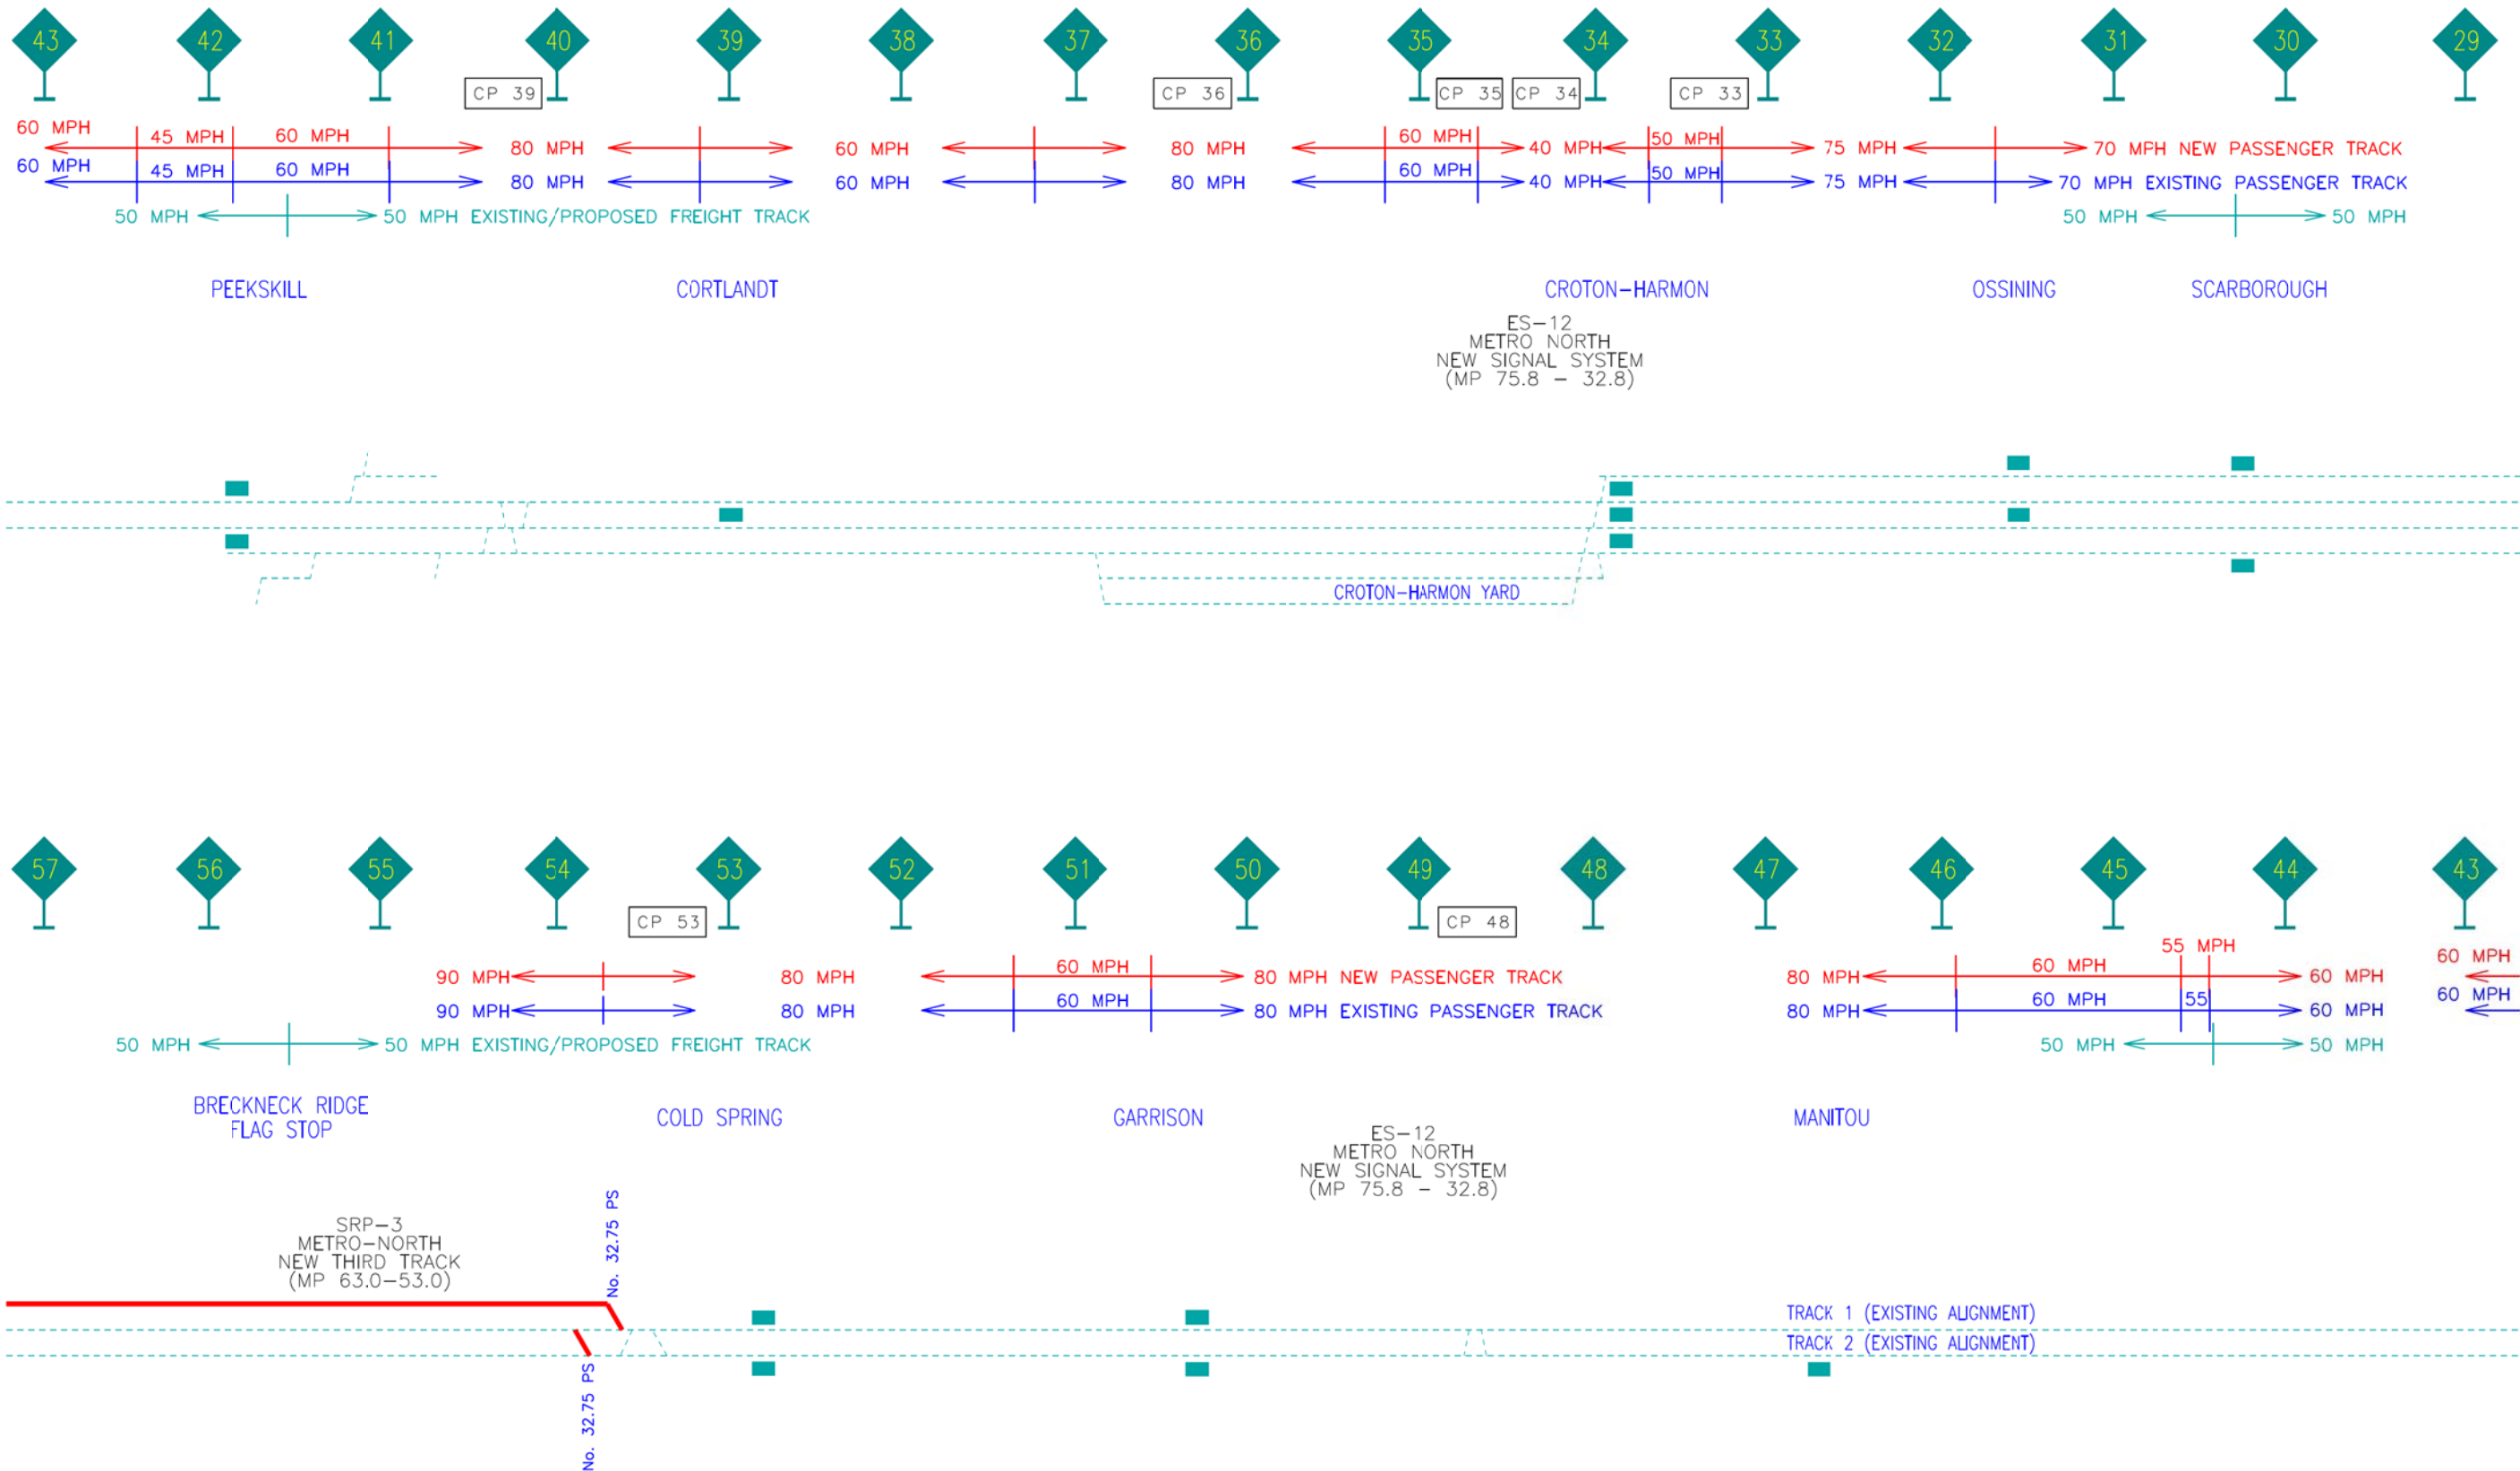 43 42 41 40 39 38 37 36 35 34 33 32 31 30 29
CP 39 CP 36 CP 35 CP 34 CP 33
60 MPH 45 MPH 60 MPH 80 MPH 60 MPH 80 MPH 60 MPH 40 MPH 50 MPH 75 MPH 70 MPH NEW PASSENGER TRACK
60 MPH 45 MPH 60 MPH 80 MPH 60 MPH 80 MPH 60 MPH 40 MPH 50 MPH 75 MPH 70 MPH EXISTING PASSENGER TRACK
50 MPH 50 MPH EXISTING/PROPOSED FREIGHT TRACK 50 MPH 50 MPH
PEEKSKILL CORTLANDT CROTON-HARMON OSSINING SCARBOROUGH
ES-12
METRO NORTH
NEW SIGNAL SYSTEM
(MP 75.8 - 32.8)
CROTON-HARMON YARD
57 56 55 54 53 52 51 50 49 48 47 46 45 44 43
CP 53 CP 48
90 MPH 80 MPH 60 MPH 80 MPH NEW PASSENGER TRACK 80 MPH 60 MPH 55 MPH 60 MPH 60 MPH
90 MPH 80 MPH 60 MPH 80 MPH EXISTING PASSENGER TRACK 80 MPH 60 MPH 55 60 MPH 60 MPH
50 MPH 50 MPH EXISTING/PROPOSED FREIGHT TRACK 50 MPH 50 MPH
BRECKNECK RIDGE
FLAG STOP
COLD SPRING GARRISON MANITOU
ES-12
METRO NORTH
NEW SIGNAL SYSTEM
(MP 75.8 - 32.8)
SRP-3
METRO-NORTH
NEW THIRD TRACK
(MP 63.0-53.0)
No. 32.75 PS
TRACK 1 (EXISTING ALIGNMENT)
TRACK 2 (EXISTING ALIGNMENT)
No. 32.75 PS